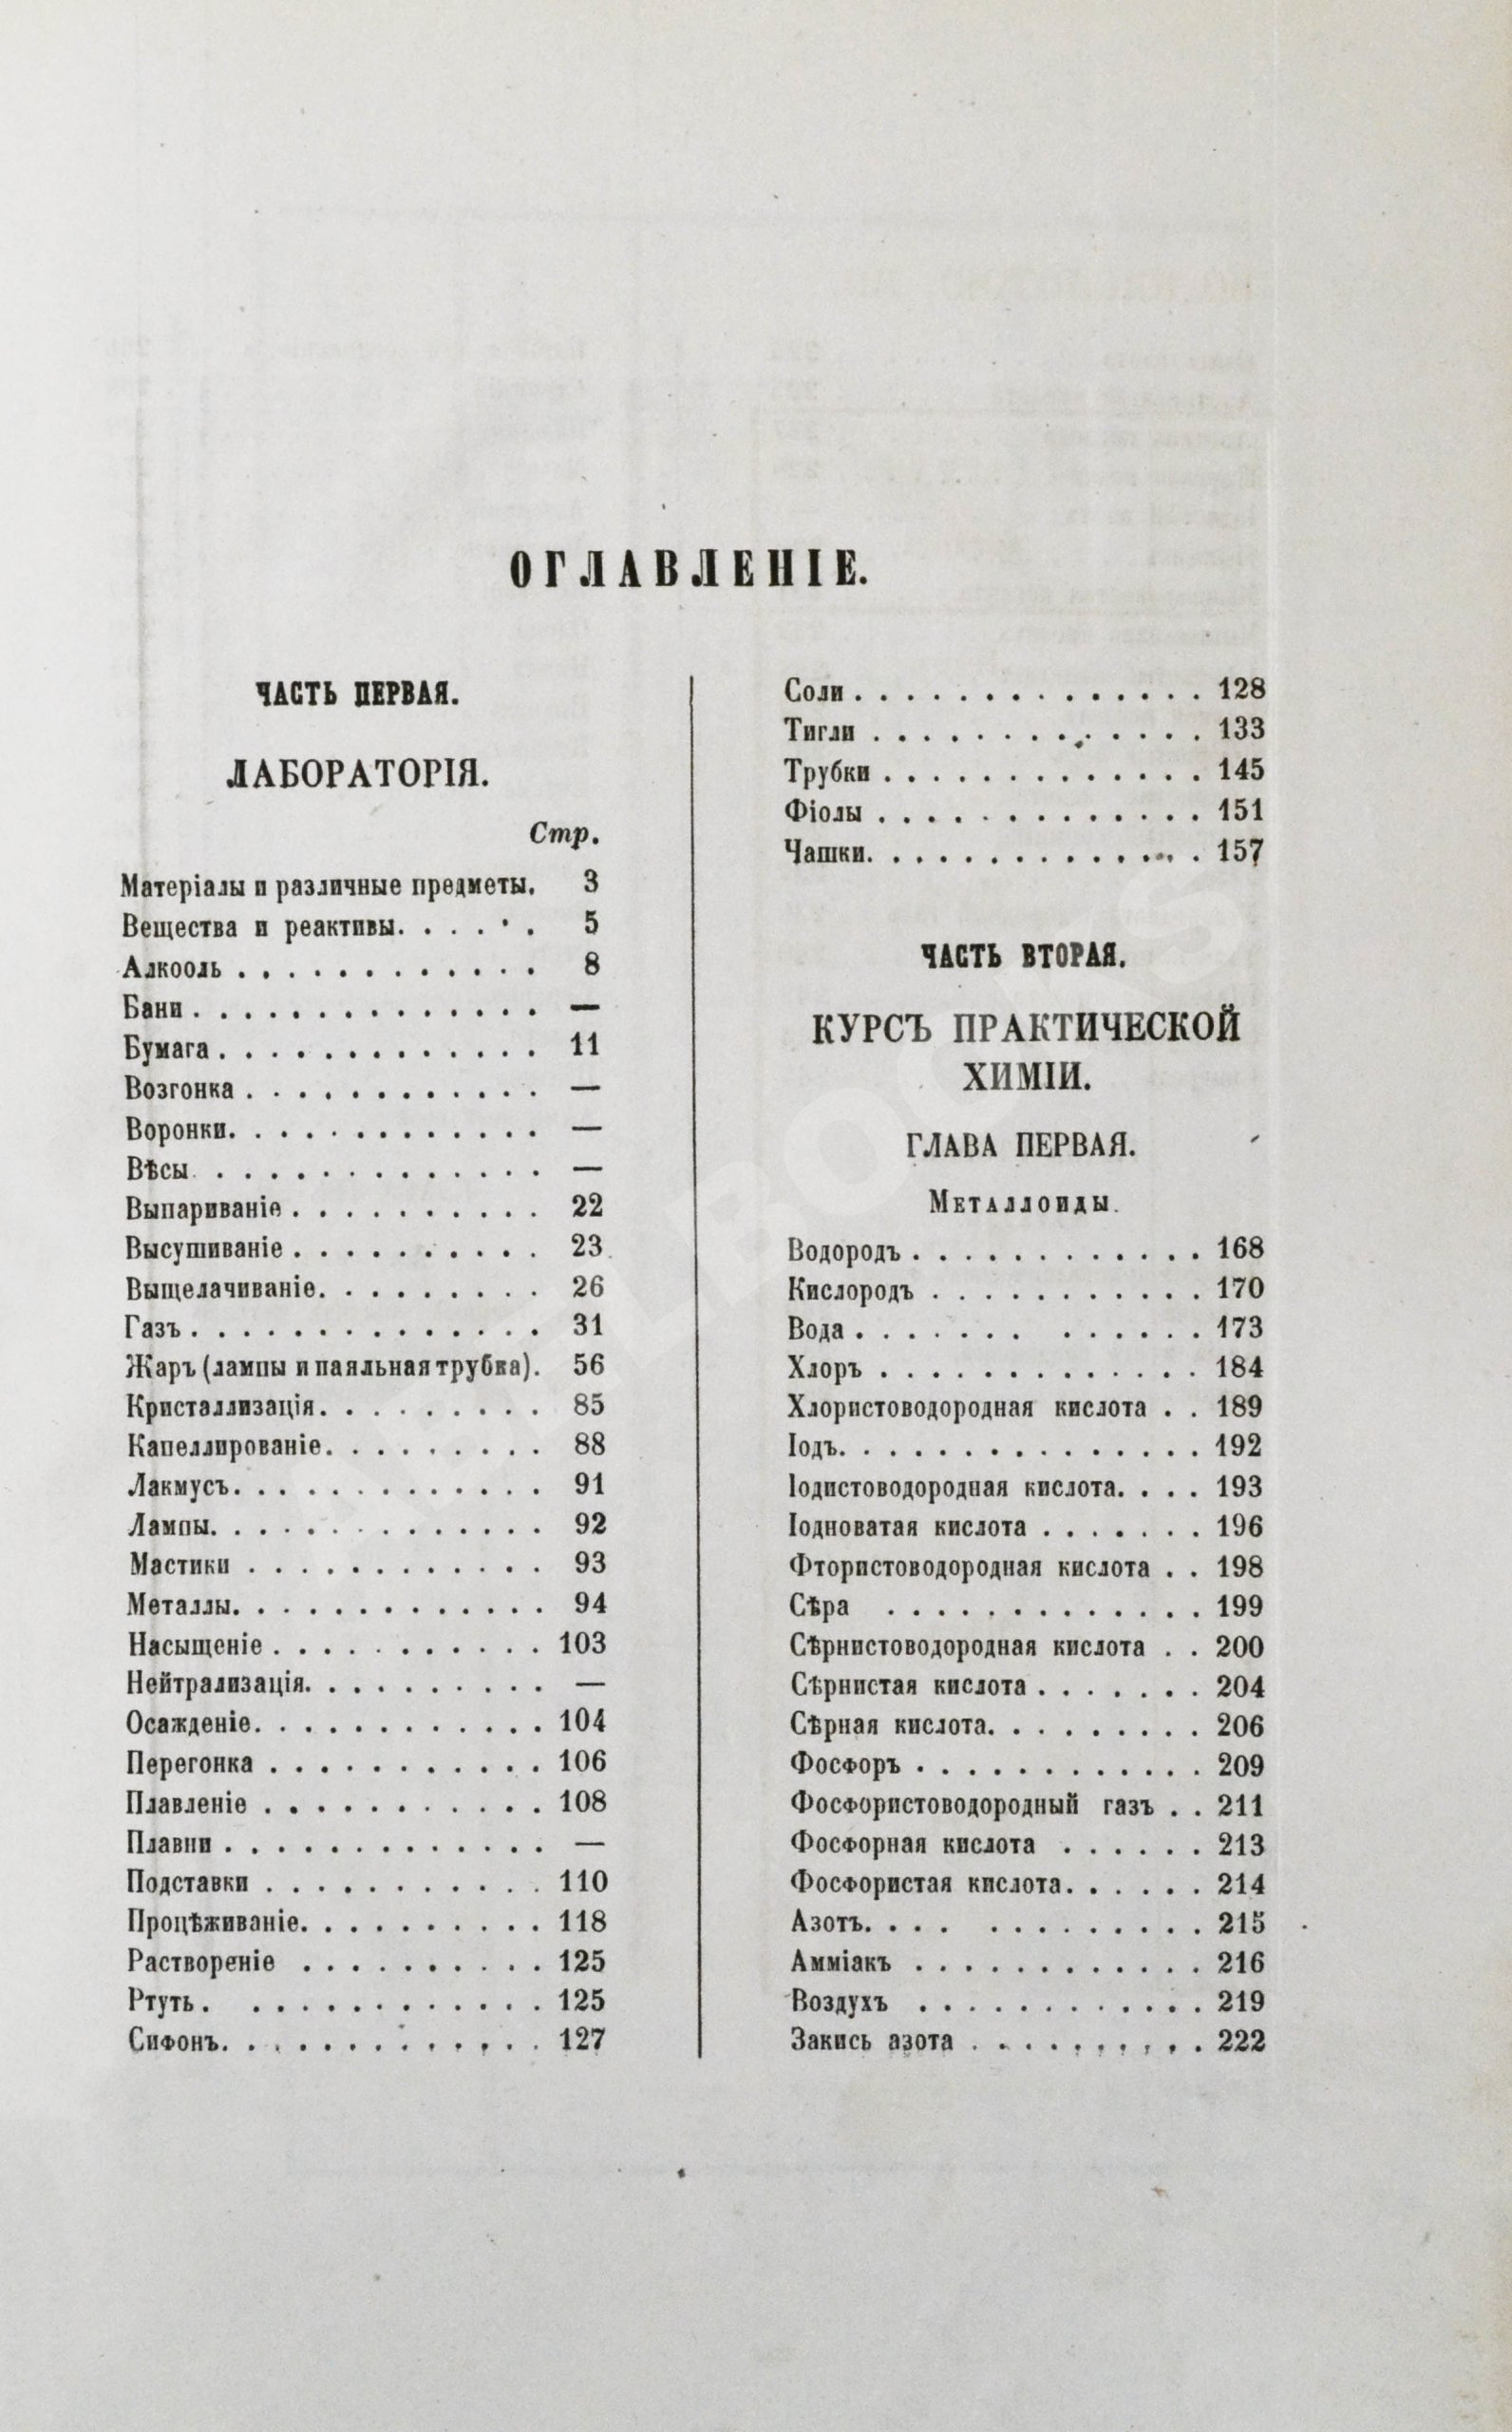 ОГЛАВЛЕНІЕ.
ЧАСТЬ ПЕРВАЯ.
ЛАБОРАТОРІЯ.
Стр.
Матеріалы и различные предметы. 3
Вещества и реактивы. . . . . . 5
Алкооль . . . . . . . . . . . . 8
Бани . . . . . . . . . . . . . . —
Бумага . . . . . . . . . . . . . 11
Возгонка . . . . . . . . . . . . —
Воронки. . . . . . . . . . . . . —
Вѣсы . . . . . . . . . . . . . . —
Выпариваніе . . . . . . . . . . 22
Высушиваніе . . . . . . . . . . 23
Выщелачиваніе. . . . . . . . . 26
Газъ . . . . . . . . . . . . . . 31
Жаръ (лампы и паяльная трубка). 56
Кристаллизація. . . . . . . . . 85
Капеллированіе. . . . . . . . . 88
Лакмусъ. . . . . . . . . . . . . 91
Лампы. . . . . . . . . . . . . . 92
Мастики . . . . . . . . . . . . 93
Металлы. . . . . . . . . . . . . 94
Насыщеніе . . . . . . . . . . . 103
Нейтрализація. . . . . . . . . . —
Осажденіе. . . . . . . . . . . . 104
Перегонка . . . . . . . . . . . 106
Плавленіе . . . . . . . . . . . 108
Плавни . . . . . . . . . . . . . —
Подставки . . . . . . . . . . . 110
Процѣживаніе. . . . . . . . . . 118
Раствореніе . . . . . . . . . . 125
Ртуть . . . . . . . . . . . . . 125
Сифонъ. . . . . . . . . . . . . 127
Соли . . . . . . . . . . . . . . 128
Тигли . . . . . . . . . . . . . 133
Трубки . . . . . . . . . . . . . 145
Фіолы . . . . . . . . . . . . . 151
Чашки. . . . . . . . . . . . . . 157
ЧАСТЬ ВТОРАЯ.
КУРСЪ ПРАКТИЧЕСКОЙ
ХИМІИ.
ГЛАВА ПЕРВАЯ.
Металлоиды.
Водородъ . . . . . . . . . . . . 168
Кислородъ . . . . . . . . . . . 170
Вода . . . . . . . . . . . . . 173
Хлоръ . . . . . . . . . . . . . 184
Хлористоводородная кислота . . 189
Іодъ. . . . . . . . . . . . . . . 192
Іодистоводородная кислота. . . . 193
Іодноватая кислота . . . . . . . 196
Фтористоводородная кислота . . 198
Сѣра . . . . . . . . . . . . . 199
Сѣрнистоводородная кислота . . 200
Сѣрнистая кислота . . . . . . . 204
Сѣрная кислота. . . . . . . . . 206
Фосфоръ . . . . . . . . . . . . 209
Фосфористоводородный газъ . . 211
Фосфорная кислота . . . . . . 213
Фосфористая кислота. . . . . . 214
Азотъ. . . . . . . . . . . . . 215
Амміакъ . . . . . . . . . . . . 216
Воздухъ . . . . . . . . . . . . 219
Закись азота . . . . . . . . . . 222